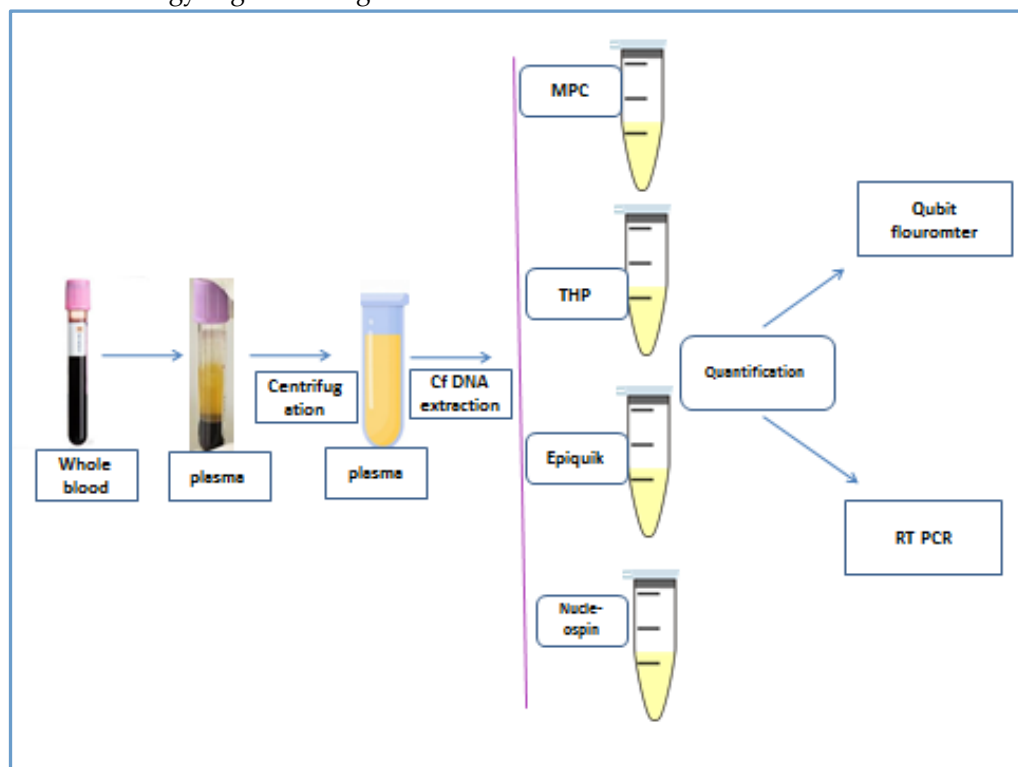 Whole
blood
plasma
Centrifug
ation
plasma
Cf DNA
extraction
MPC
THP
Epiquik
Nucle-
ospin
Quantification
Qubit
flouromter
RT PCR